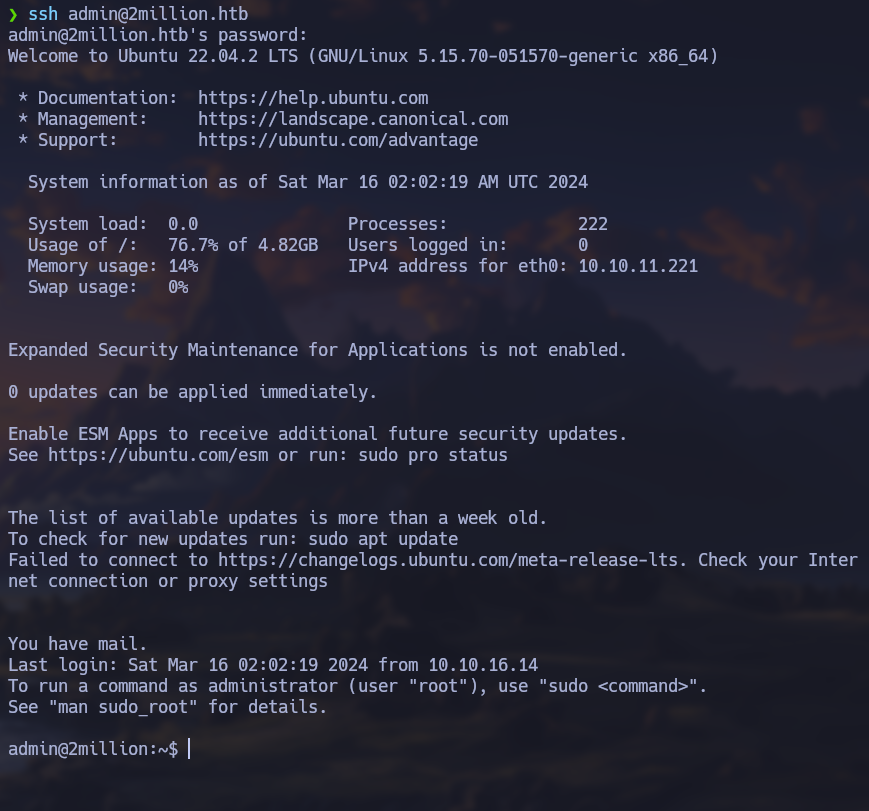 ❯ ssh admin@2million.htb
admin@2million.htb's password:
Welcome to Ubuntu 22.04.2 LTS (GNU/Linux 5.15.70-051570-generic x86_64)
* Documentation:  https://help.ubuntu.com
* Management:     https://landscape.canonical.com
* Support:        https://ubuntu.com/advantage
System information as of Sat Mar 16 02:02:19 AM UTC 2024
System load:  0.0               Processes:             222
Usage of /:   76.7% of 4.82GB   Users logged in:       0
Memory usage: 14%               IPv4 address for eth0: 10.10.11.221
Swap usage:   0%
Expanded Security Maintenance for Applications is not enabled.
0 updates can be applied immediately.
Enable ESM Apps to receive additional future security updates.
See https://ubuntu.com/esm or run: sudo pro status
The list of available updates is more than a week old.
To check for new updates run: sudo apt update
Failed to connect to https://changelogs.ubuntu.com/meta-release-lts. Check your Inter
net connection or proxy settings
You have mail.
Last login: Sat Mar 16 02:02:19 2024 from 10.10.16.14
To run a command as administrator (user "root"), use "sudo <command>".
See "man sudo_root" for details.
admin@2million:~$